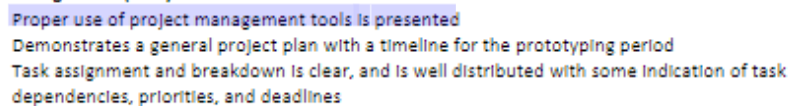 Proper use of project management tools is presented
Demonstrates a general project plan with a timeline for the prototyping period
Task assignment and breakdown is clear, and is well distributed with some indication of task
dependencies, priorities, and deadlines